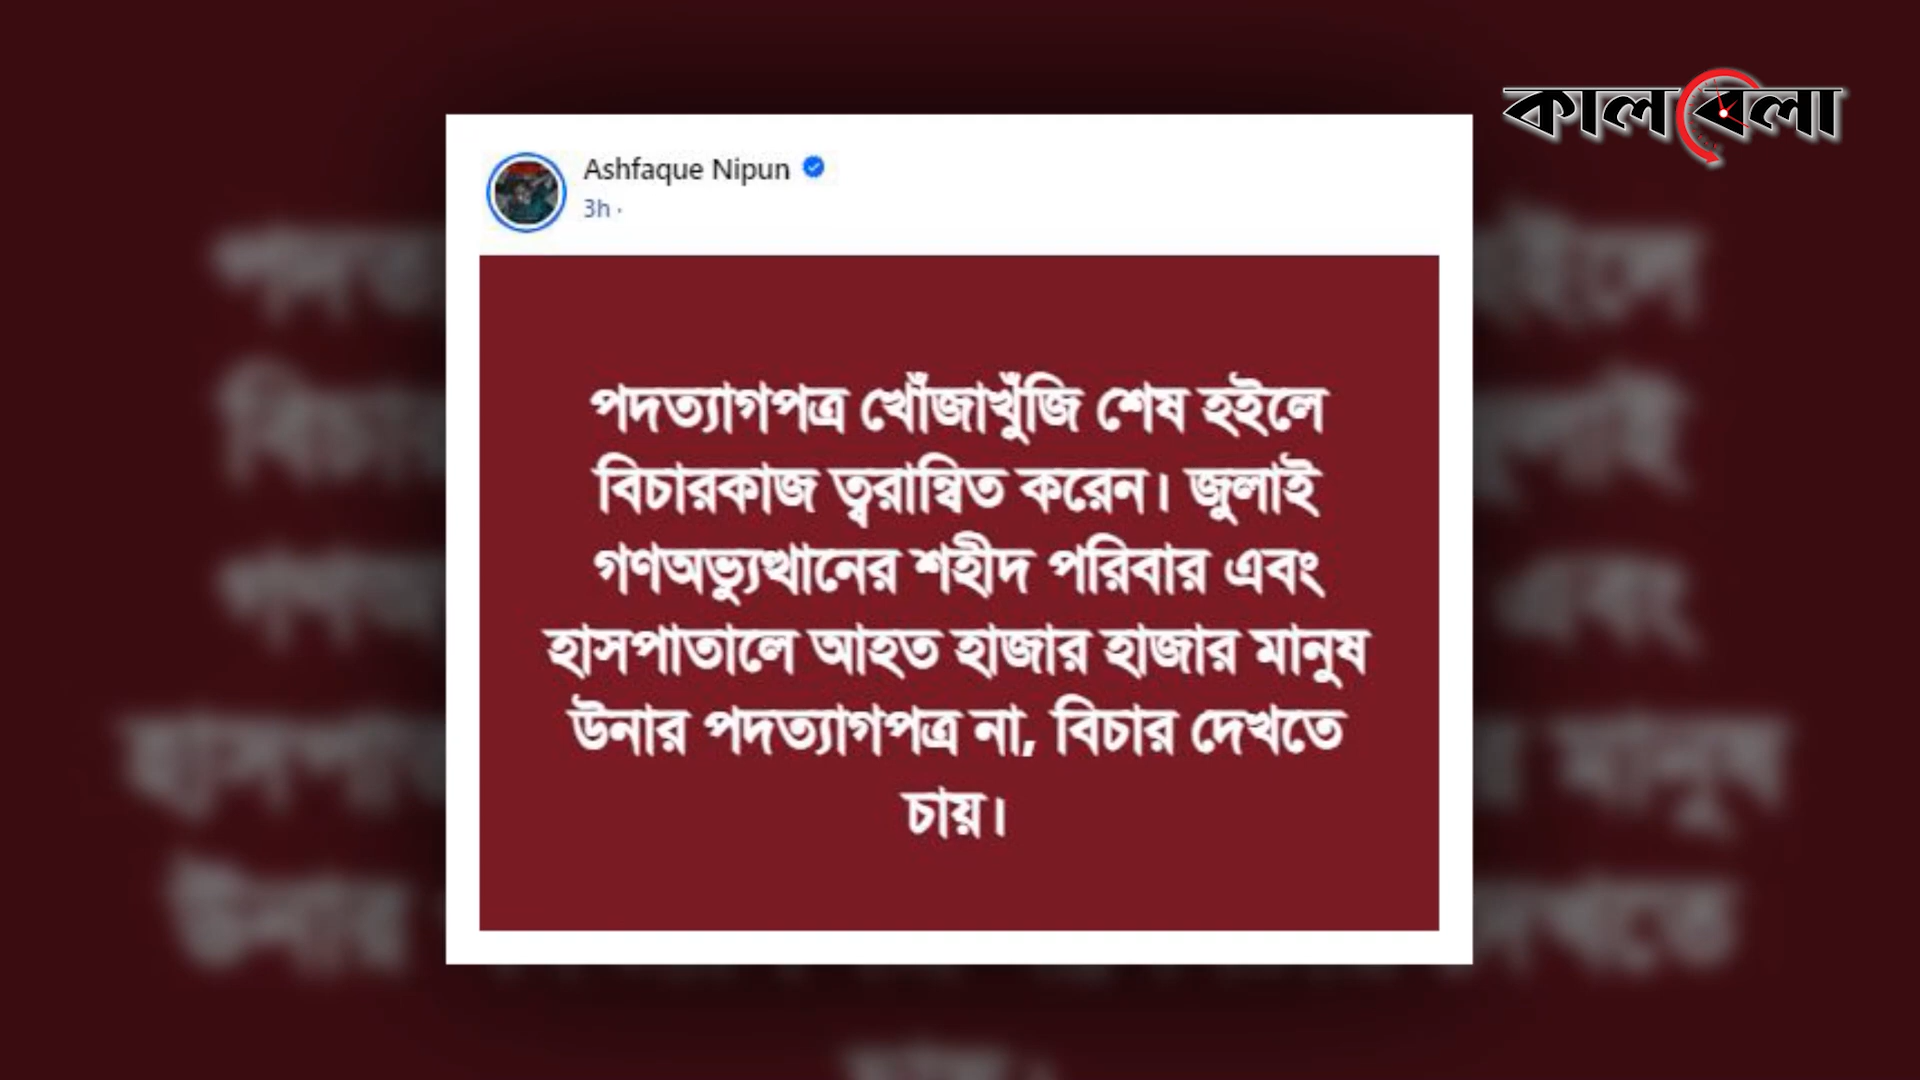 কালবেলা
Ashfaque Nipun
3h ·
পদত্যাগপত্র খোঁজাখুঁজি শেষ হইলে
বিচারকাজ ত্বরান্বিত করেন। জুলাই
গণঅভ্যুত্থানের শহীদ পরিবার এবং
হাসপাতালে আহত হাজার হাজার মানুষ
উনার পদত্যাগপত্র না, বিচার দেখতে
চায়।